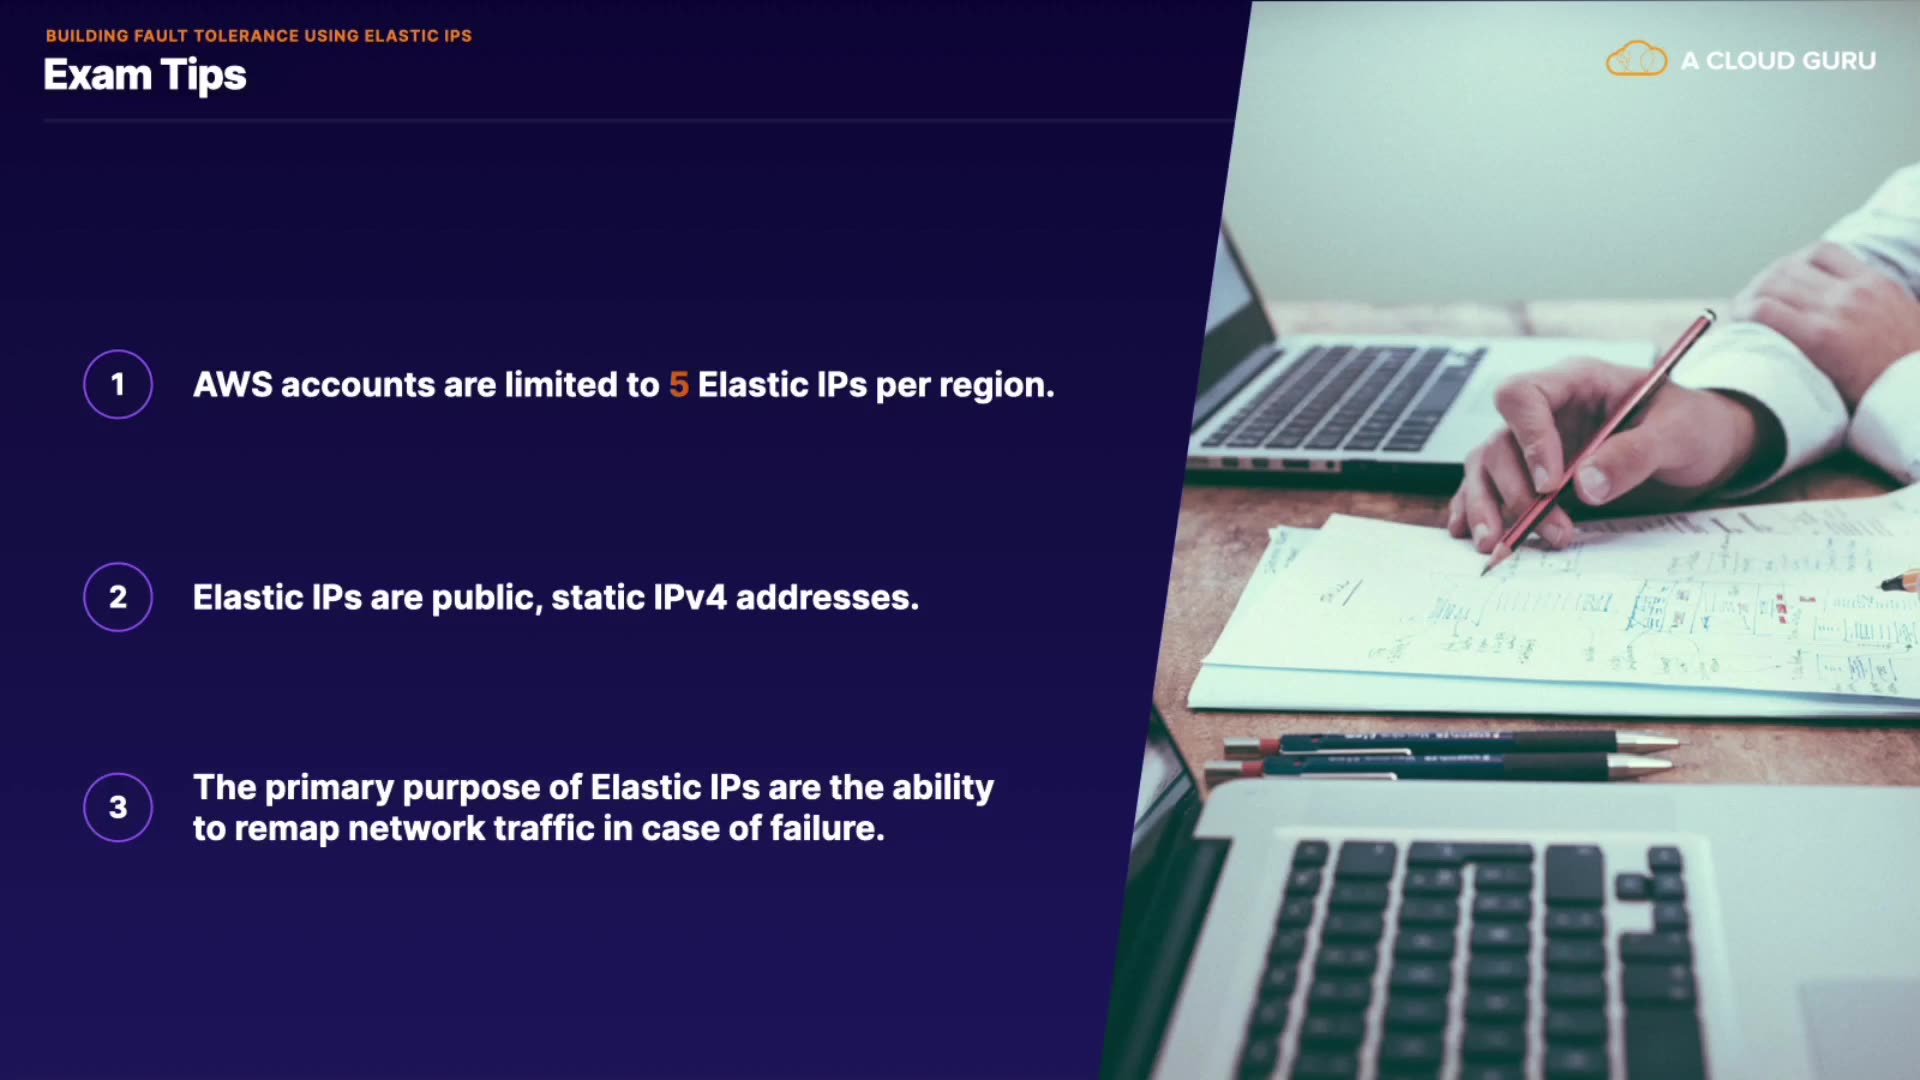 BUILDING FAULT TOLERANCE USING ELASTIC IPS
Exam Tips
A CLOUD GURU
1
AWS accounts are limited to 5 Elastic IPs per region.
2
Elastic IPs are public, static IPv4 addresses.
3
The primary purpose of Elastic IPs are the ability
to remap network traffic in case of failure.